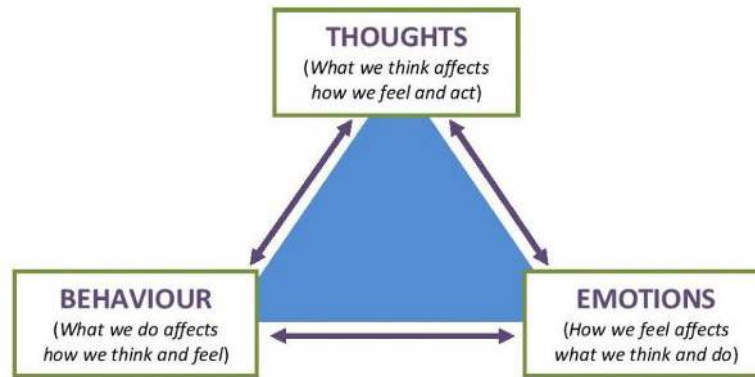 THOUGHTS
(What we think affects
how we feel and act)
BEHAVIOUR
(What we do affects
how we think and feel)
EMOTIONS
(How we feel affects
what we think and do)